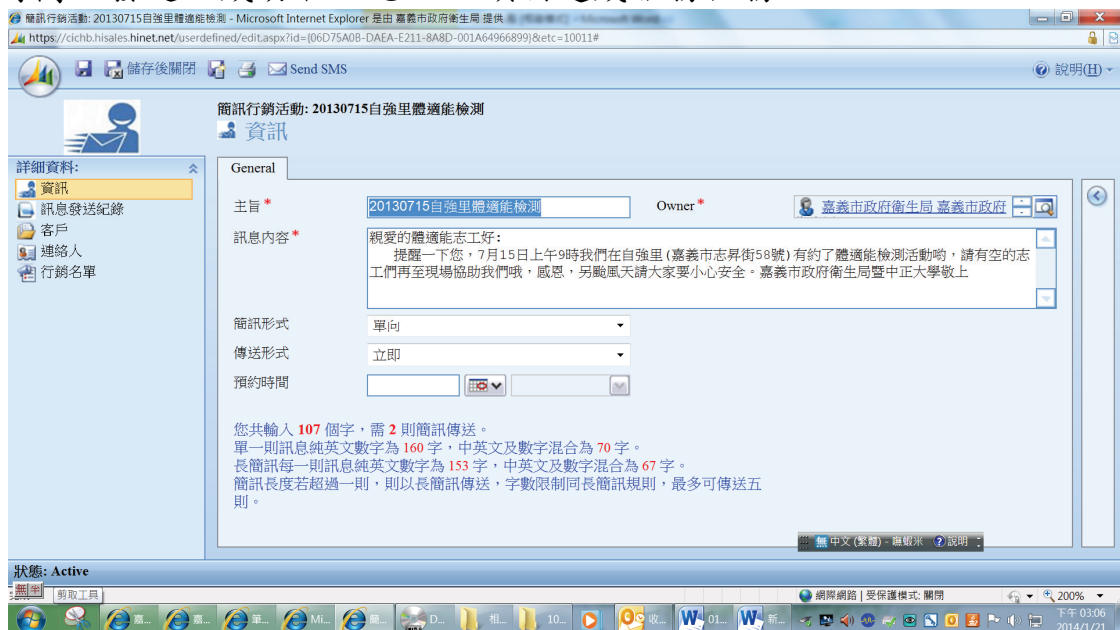 簡訊行銷活動: 20130715自強里體適能檢測 - Microsoft Internet Explorer 是由 嘉義市政府衛生局 提供
https://cichb.hisales.hinet.net/userdefined/edit.aspx?id={06D75A0B-DAEA-E211-8A8D-001A64966899}&etc=10011#
儲存後關閉 Send SMS 說明(H)
簡訊行銷活動: 20130715自強里體適能檢測
資訊
詳細資料:
資訊
訊息發送紀錄
客戶
連絡人
行銷名單
General
主旨* 20130715自強里體適能檢測 Owner* 嘉義市政府衛生局 嘉義市政府
訊息內容* 親愛的體適能志工好:
提醒一下您，7月15日上午9時我們在自強里(嘉義市志昇街58號)有約了體適能檢測活動喲，請有空的志
工們再至現場協助我們哦，感恩，另颱風天請大家要小心安全。嘉義市政府衛生局暨中正大學敬上
簡訊形式 單向
傳送形式 立即
預約時間
您共輸入 107 個字，需 2 則簡訊傳送。
單一則訊息純英文數字為 160 字，中英文及數字混合為 70 字。
長簡訊每一則訊息純英文數字為 153 字，中英文及數字混合為 67 字。
簡訊長度若超過一則，則以長簡訊傳送，字數限制同長簡訊規則，最多可傳送五
則。
無 中文 (繁體) - 嘸蝦米 說明
狀態: Active
無 半 剪取工具
網際網路 | 受保護模式: 關閉 200%
嘉... 嘉... 筆... Mi... 簡... D... 相... 10... 收... 01... 新... 下午 03:06
2014/1/21